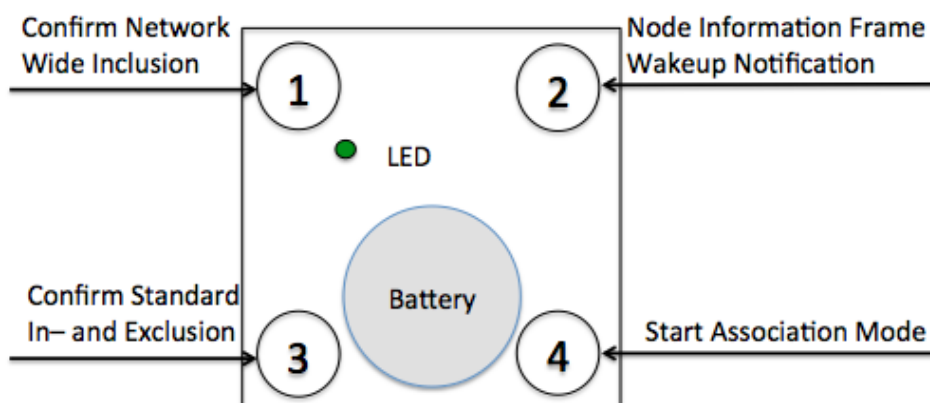 Confirm Network
Wide Inclusion
1
2
Node Information Frame
Wakeup Notification
LED
Battery
Confirm Standard
In– and Exclusion
3
4
Start Association Mode